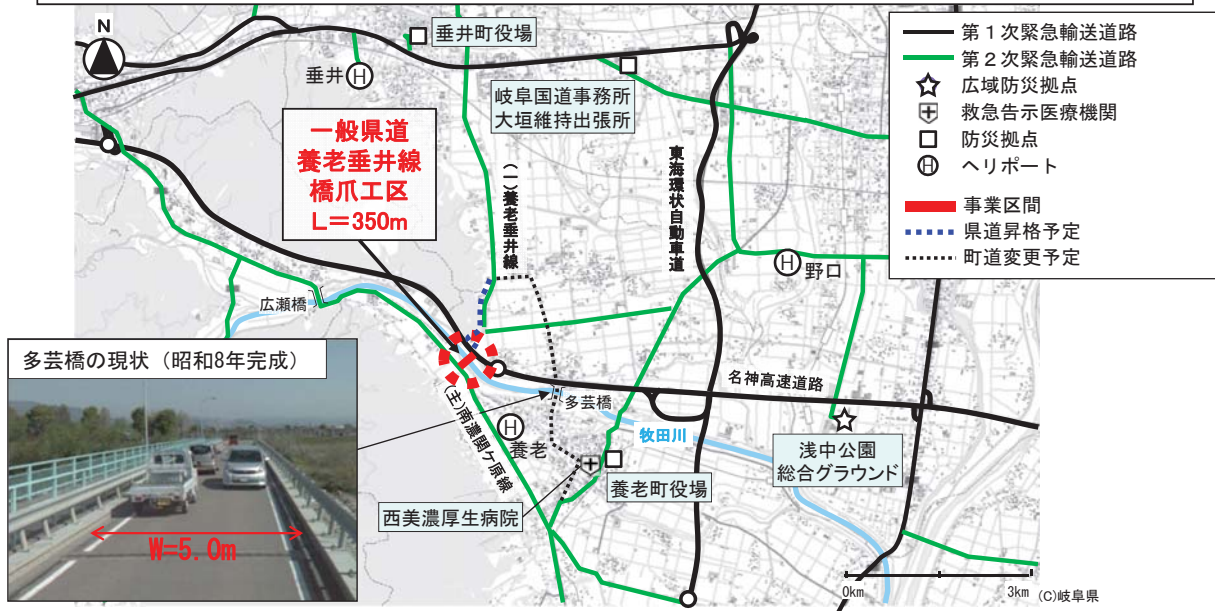 N
垂井町役場
垂井
H
岐阜国道事務所
大垣維持出張所
第1次緊急輸送道路
第2次緊急輸送道路
広域防災拠点
救急告示医療機関
防災拠点
H
ヘリポート
事業区間
県道昇格予定
町道変更予定
一般県道
養老垂井線
橋爪工区
L=350m
(一)養老垂井線
東海環状自動車道
H
野口
広瀬橋
多芸橋の現状(昭和8年完成)
W=5.0m
名神高速道路
多芸橋
(主)南濃関ケ原線
H
養老
牧田川
浅中公園
総合グラウンド
養老町役場
西美濃厚生病院
0km
3km
(C)岐阜県